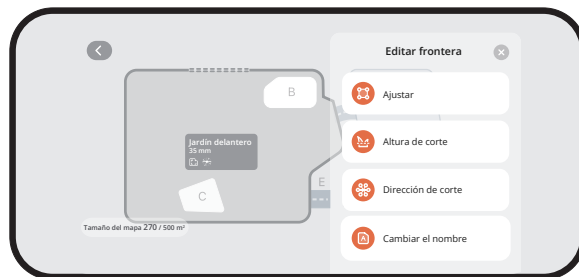 Editar frontera
B
Ajustar
Jardín delantero
35 mm
Altura de corte
E
Dirección de corte
C
Tamaño del mapa 270 / 500 m²
Cambiar el nombre
A